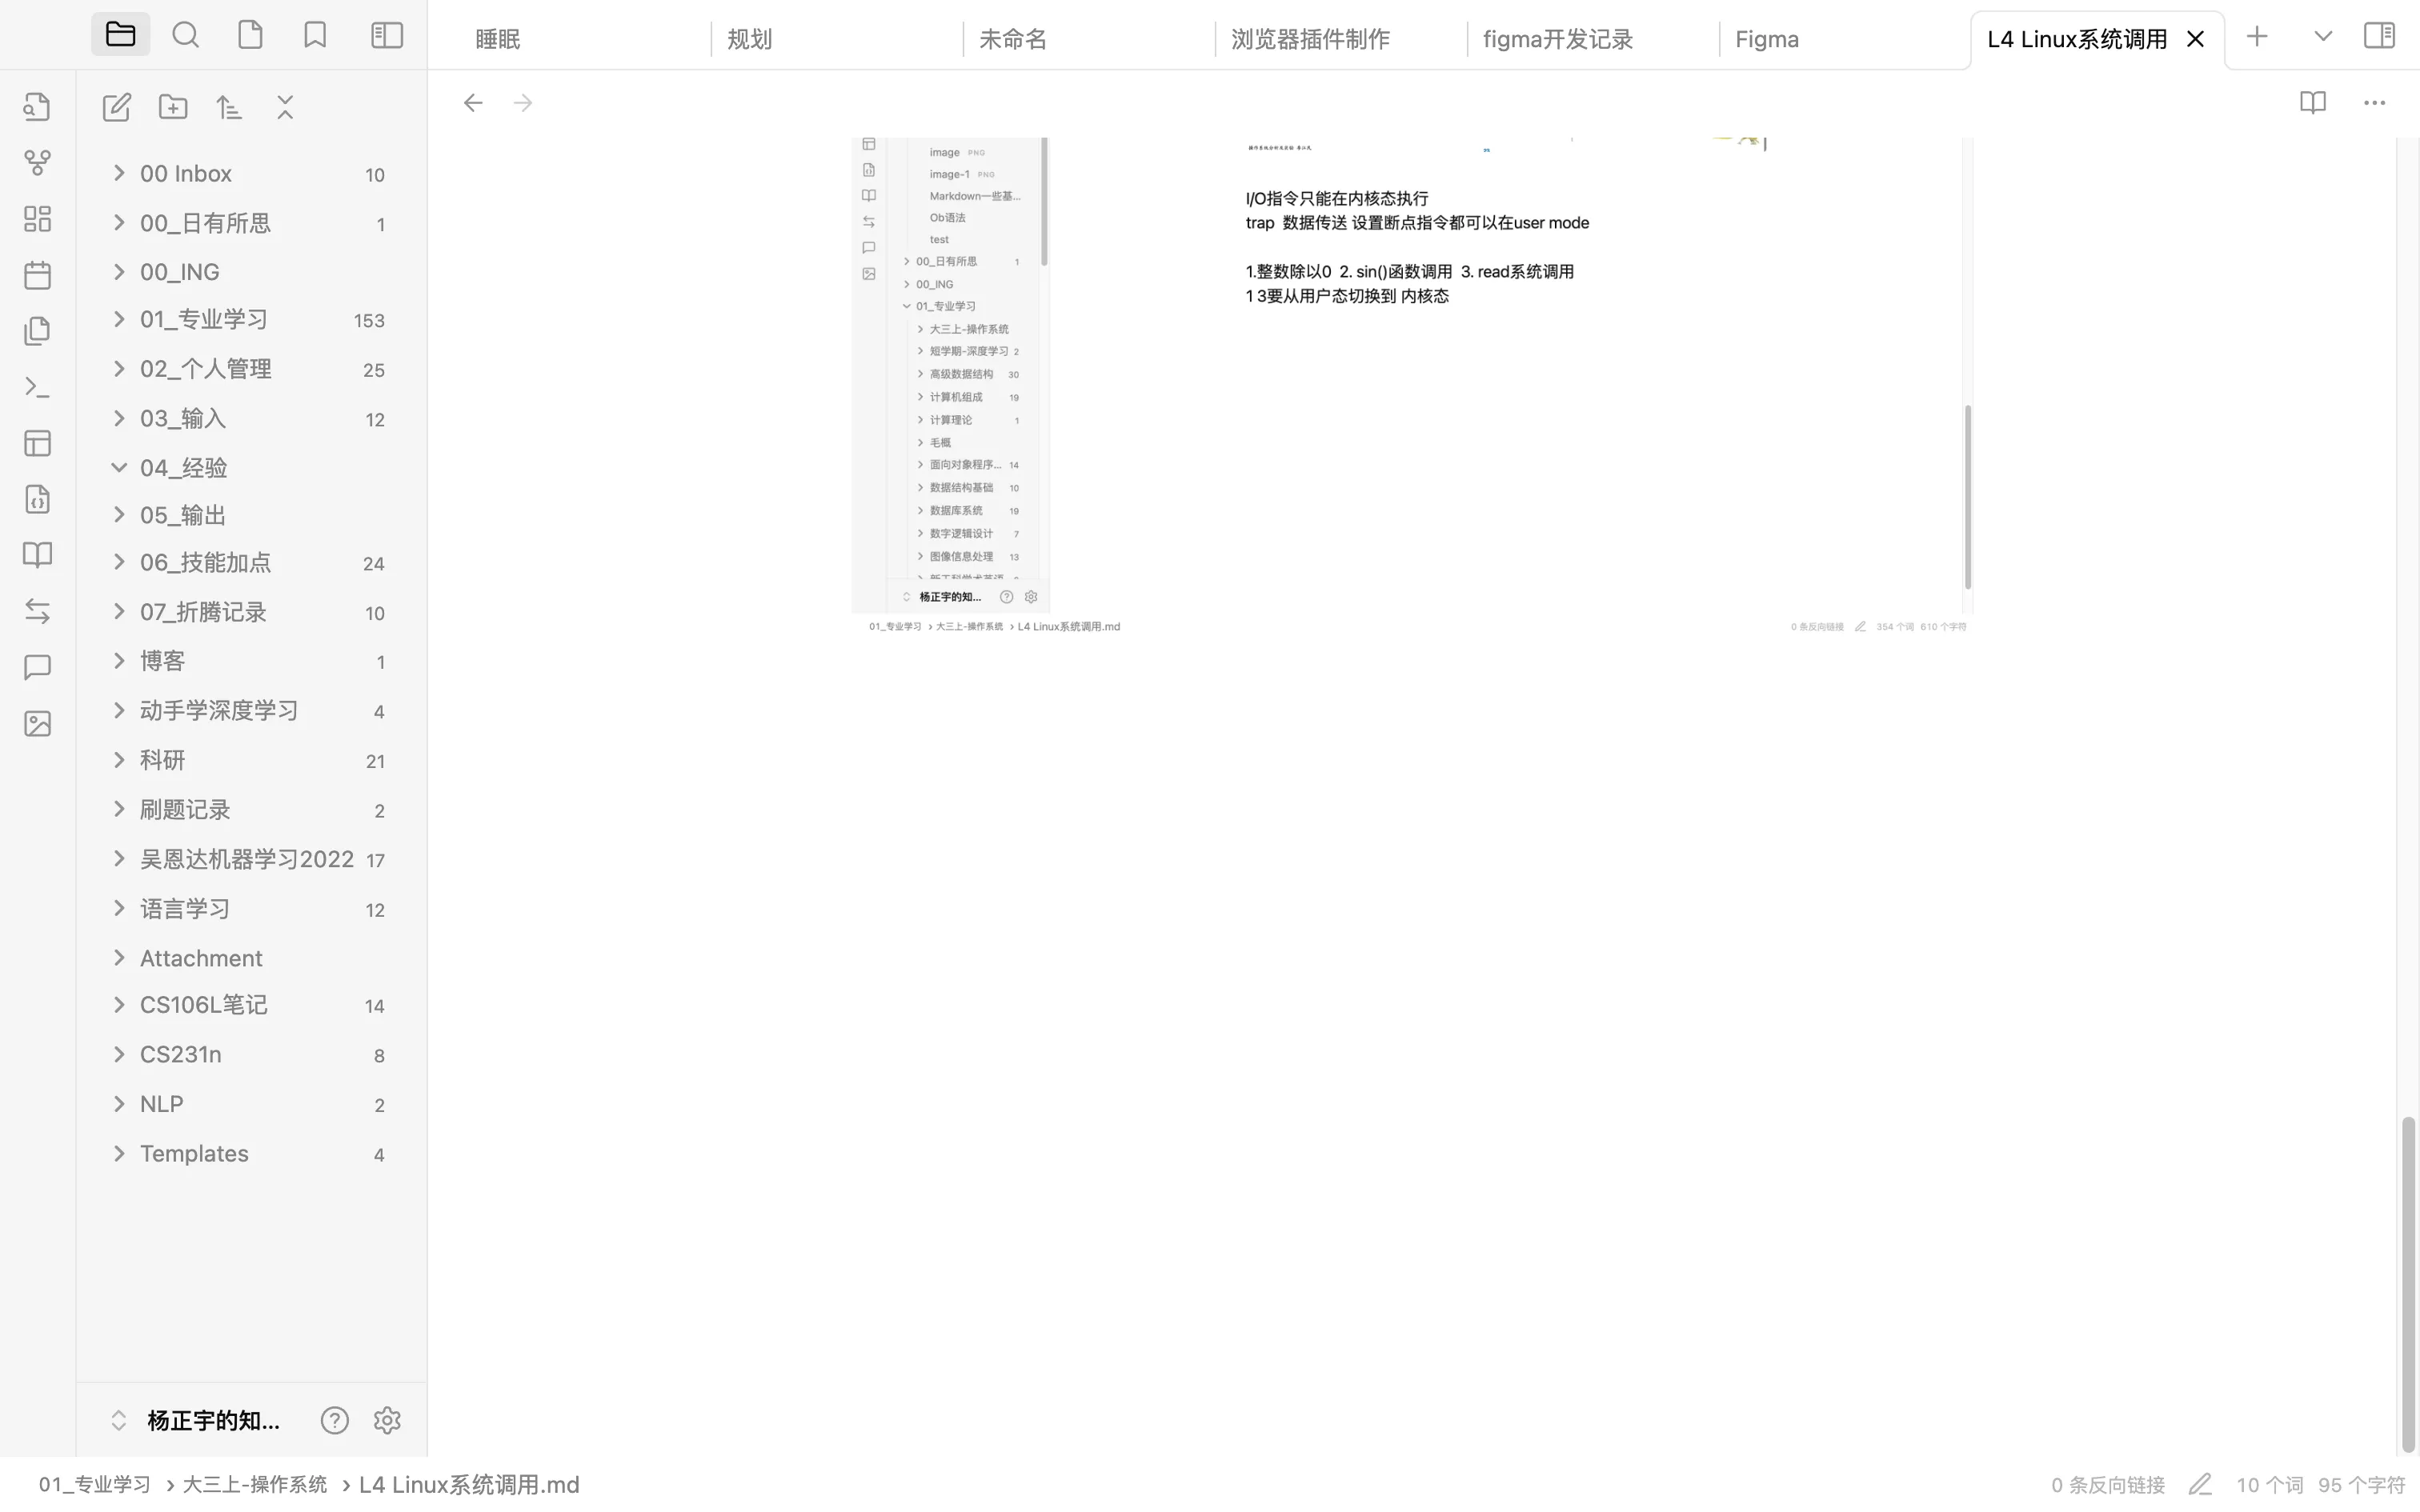 睡眠
规划
未命名
浏览器插件制作
figma开发记录
Figma
L4 Linux系统调用
00 Inbox 10
00_日有所思 1
00_ING
01_专业学习 153
02_个人管理 25
03_输入 12
04_经验
05_输出
06_技能加点 24
07_折腾记录 10
博客 1
动手学深度学习 4
科研 21
刷题记录 2
吴恩达机器学习2022 17
语言学习 12
Attachment
CS106L笔记 14
CS231n 8
NLP 2
Templates 4
杨正宇的知...
image PNG
image-1 PNG
Markdown一些基...
Ob语法
test
00_日有所思 1
00_ING
01_专业学习
大三上-操作系统
短学期-深度学习 2
高级数据结构 30
计算机组成 19
计算理论 1
毛概
面向对象程序... 14
数据结构基础 10
数据库系统 19
数字逻辑设计 7
图像信息处理 13
杨正宇的知...
I/O指令只能在内核态执行
trap 数据传送 设置断点指令都可以在user mode
1.整数除以0 2. sin()函数调用 3. read系统调用
1 3要从用户态切换到 内核态
01_专业学习 › 大三上-操作系统 › L4 Linux系统调用.md
0 条反向链接 354 个词 610 个字符
01_专业学习 › 大三上-操作系统 › L4 Linux系统调用.md
0 条反向链接 10 个词 95 个字符